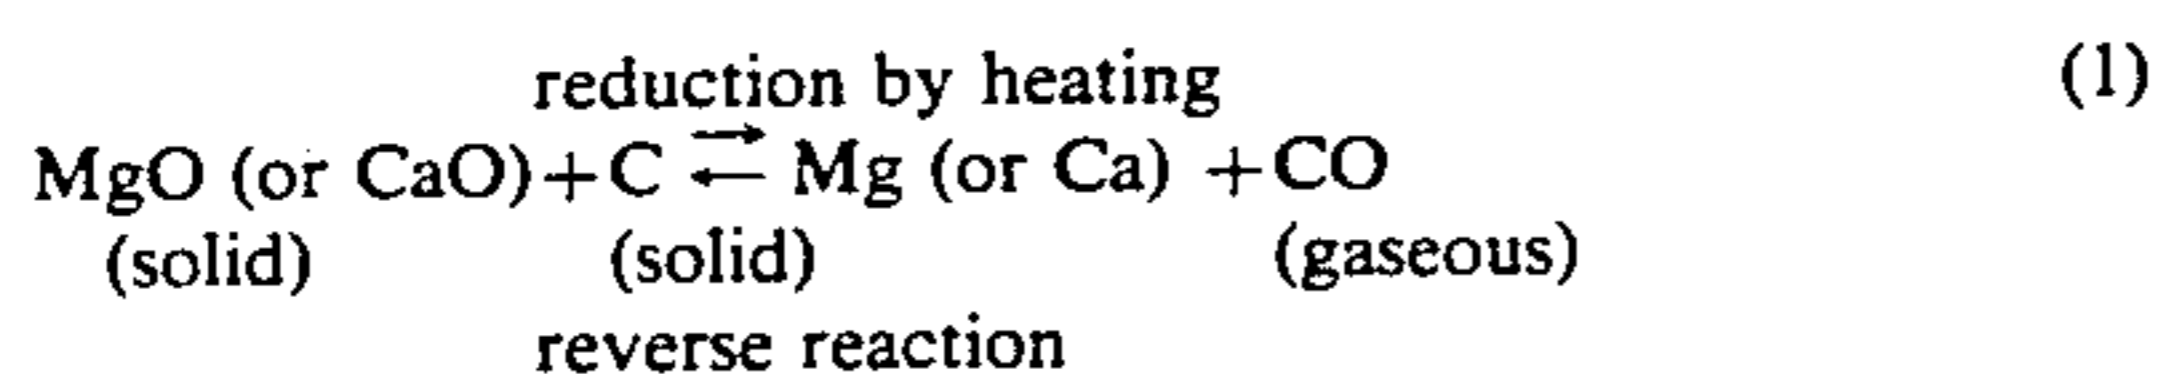 reduction by heating (1)
MgO (or CaO)+C ⇄ Mg (or Ca) +CO
(solid) (solid) (gaseous)
reverse reaction